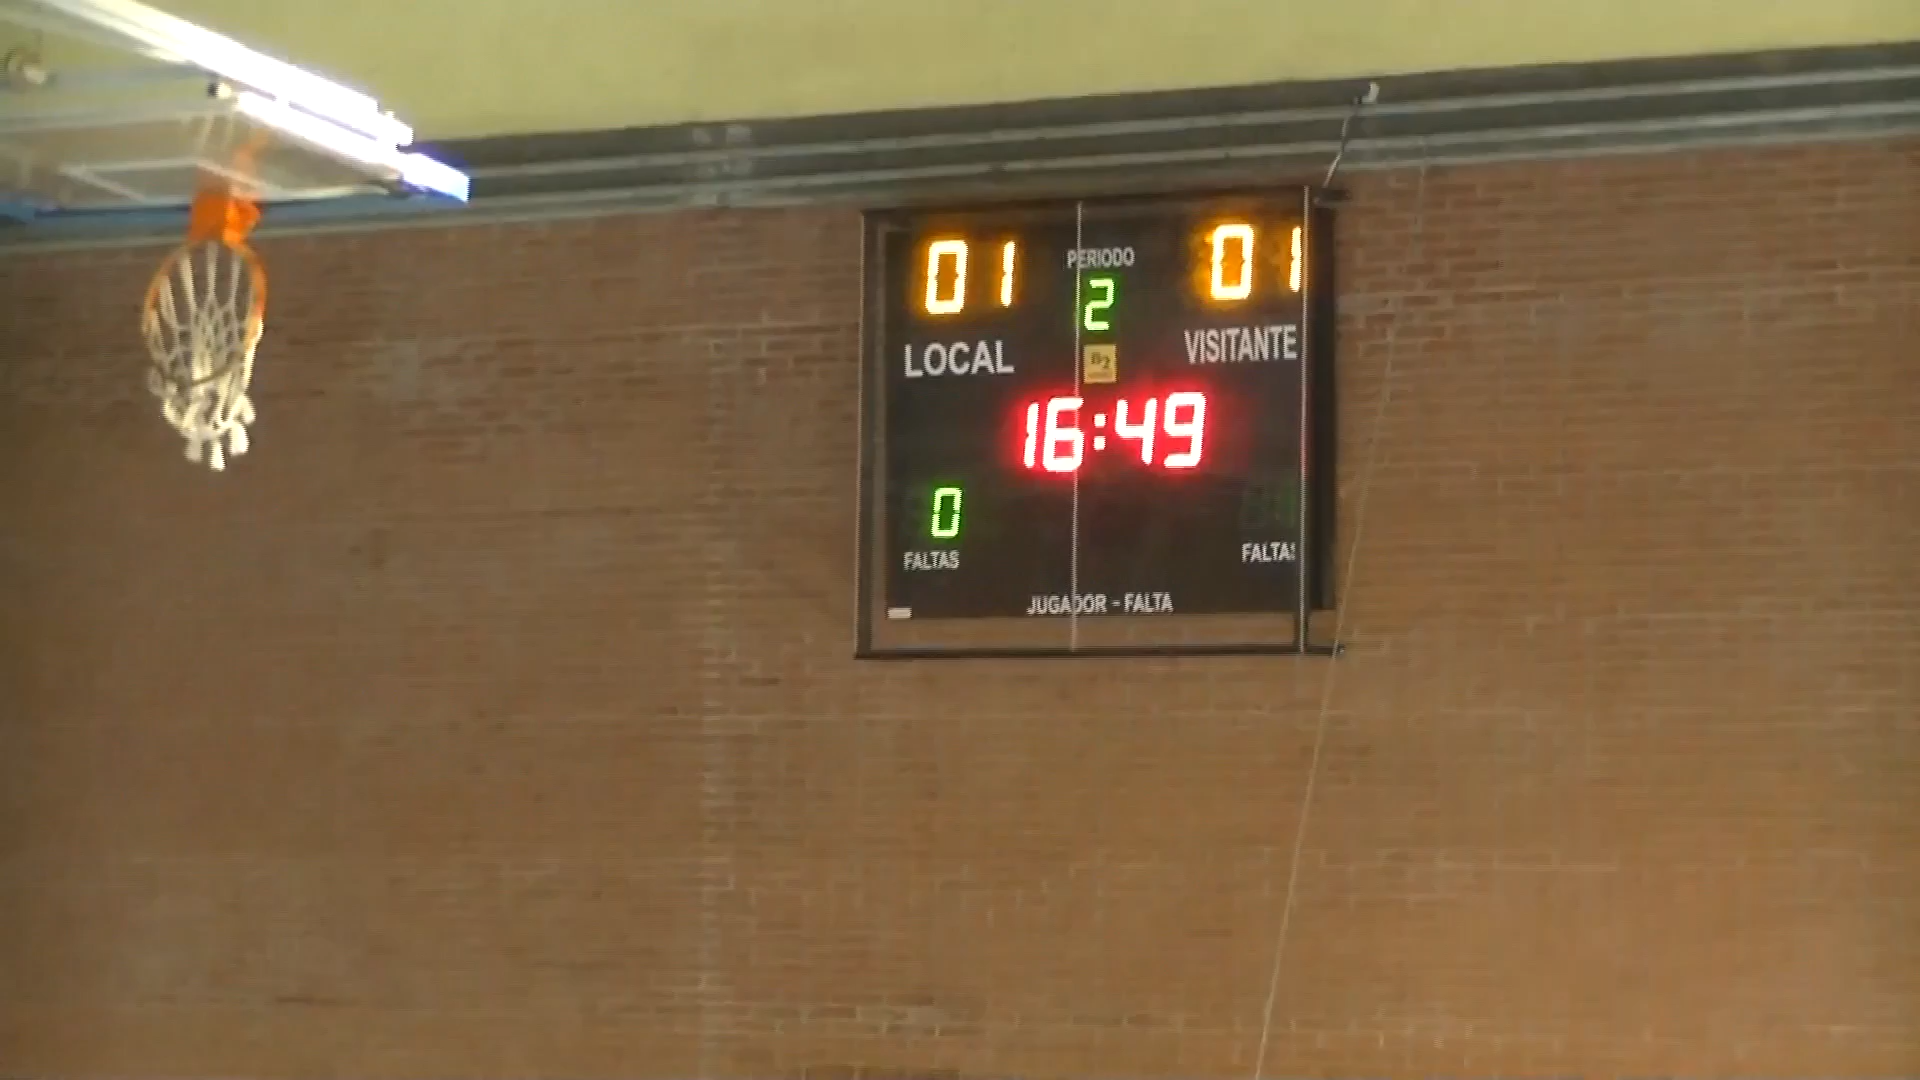 01 PERIODO 01
2
LOCAL VISITANTE
16:49
0
FALTAS FALTAS
JUGADOR - FALTA